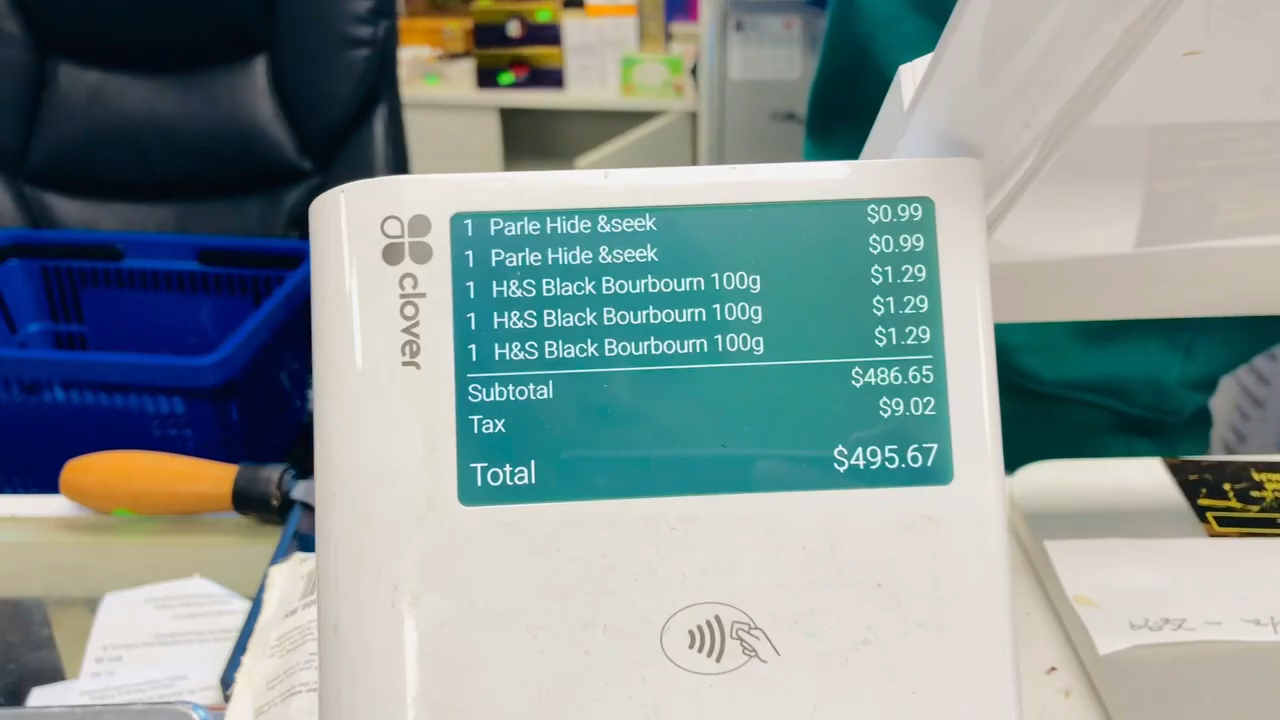 clover
1 Parle Hide &seek $0.99
1 Parle Hide &seek $0.99
1 H&S Black Bourbourn 100g $1.29
1 H&S Black Bourbourn 100g $1.29
1 H&S Black Bourbourn 100g $1.29
Subtotal $486.65
Tax $9.02
Total $495.67